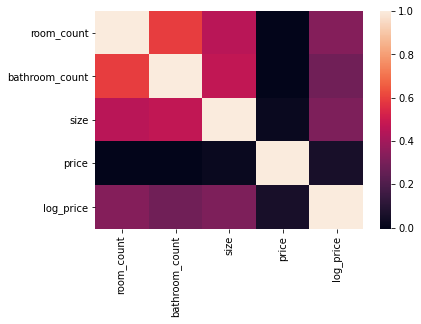 room_count
bathroom_count
size
price
log_price
room_count
bathroom_count
size
price
log_price
1.0
0.8
0.6
0.4
0.2
0.0